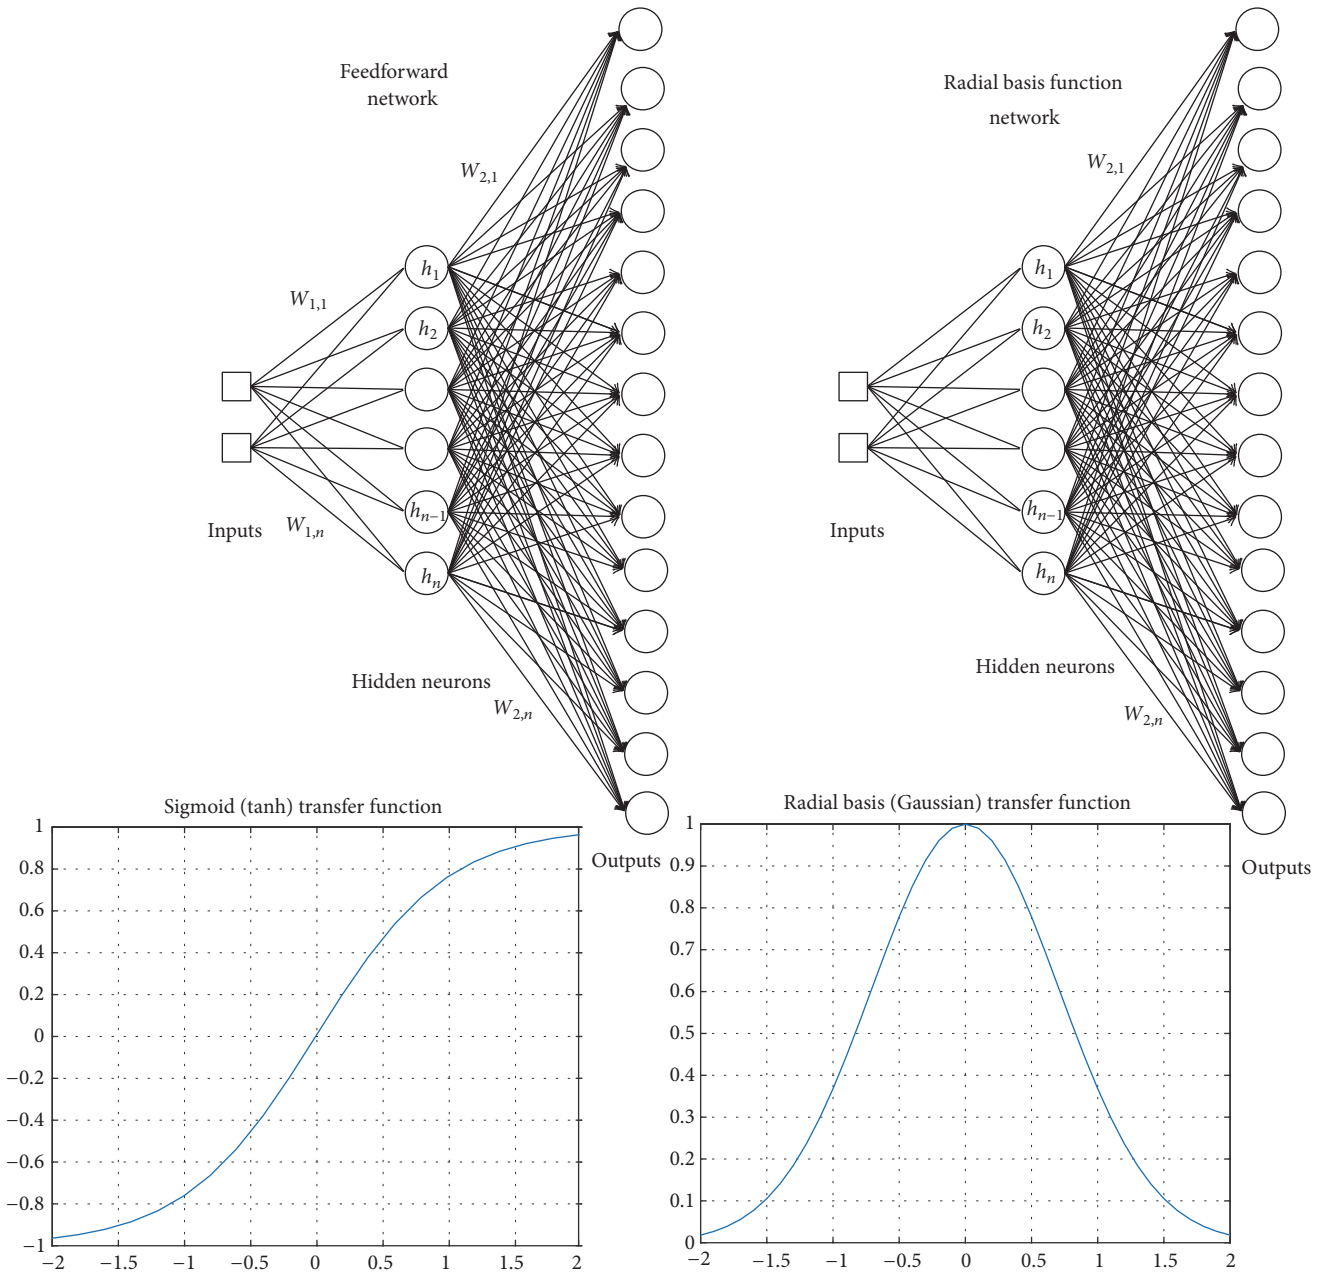 Feedforward
network
W2,1
h1
W1,1
h2
hn−1
Inputs
W1,n
hn
Hidden neurons
W2,n
Outputs
Radial basis function
network
W2,1
h1
h2
hn−1
Inputs
hn
Hidden neurons
W2,n
Outputs
Sigmoid (tanh) transfer function
1
0.8
0.6
0.4
0.2
0
−0.2
−0.4
−0.6
−0.8
−1
−2 −1.5 −1 −0.5 0 0.5 1 1.5 2
Radial basis (Gaussian) transfer function
1
0.9
0.8
0.7
0.6
0.5
0.4
0.3
0.2
0.1
0
−2 −1.5 −1 −0.5 0 0.5 1 1.5 2